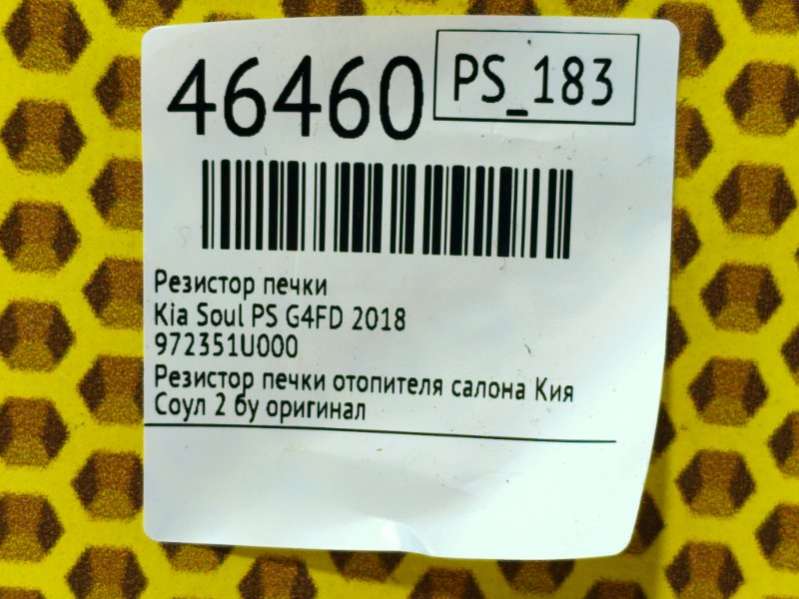 46460
PS_183
Резистор печки
Kia Soul PS G4FD 2018
972351U000
Резистор печки отопителя салона Кия
Соул 2 бу оригинал